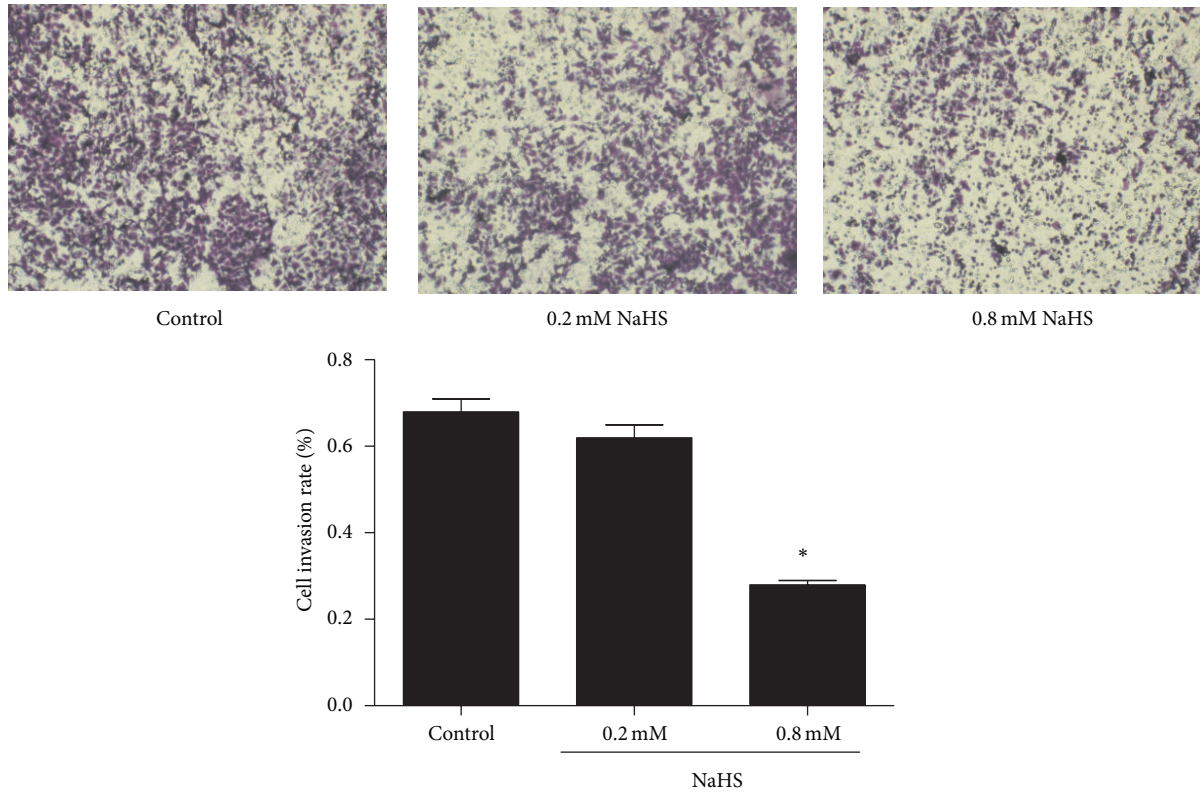 Control
0.2 mM NaHS
0.8 mM NaHS
0.8
0.6
0.4
0.2
0.0
Cell invasion rate (%)
*
Control
0.2 mM
0.8 mM
NaHS